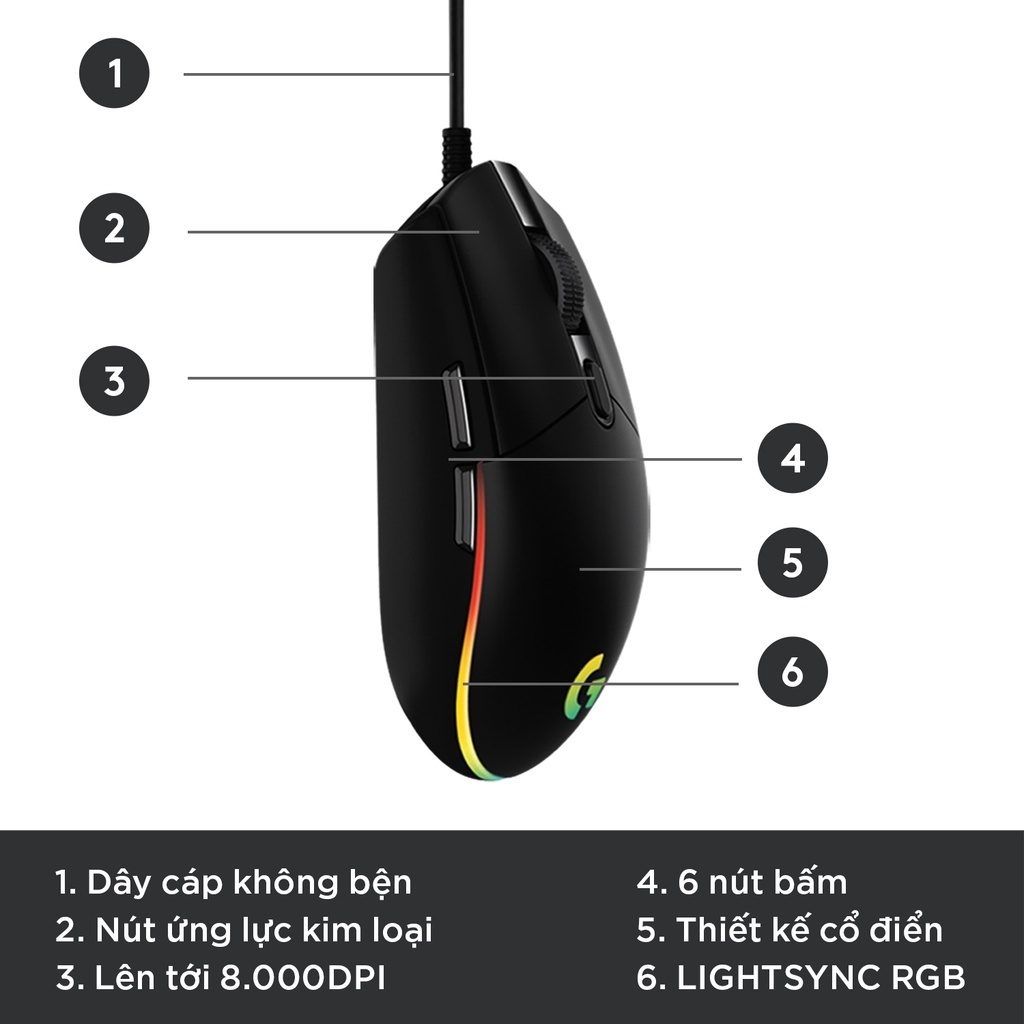 1
2
3
4
5
6
1. Dây cáp không bện
2. Nút ứng lực kim loại
3. Lên tới 8.000DPI
4. 6 nút bấm
5. Thiết kế cổ điển
6. LIGHTSYNC RGB